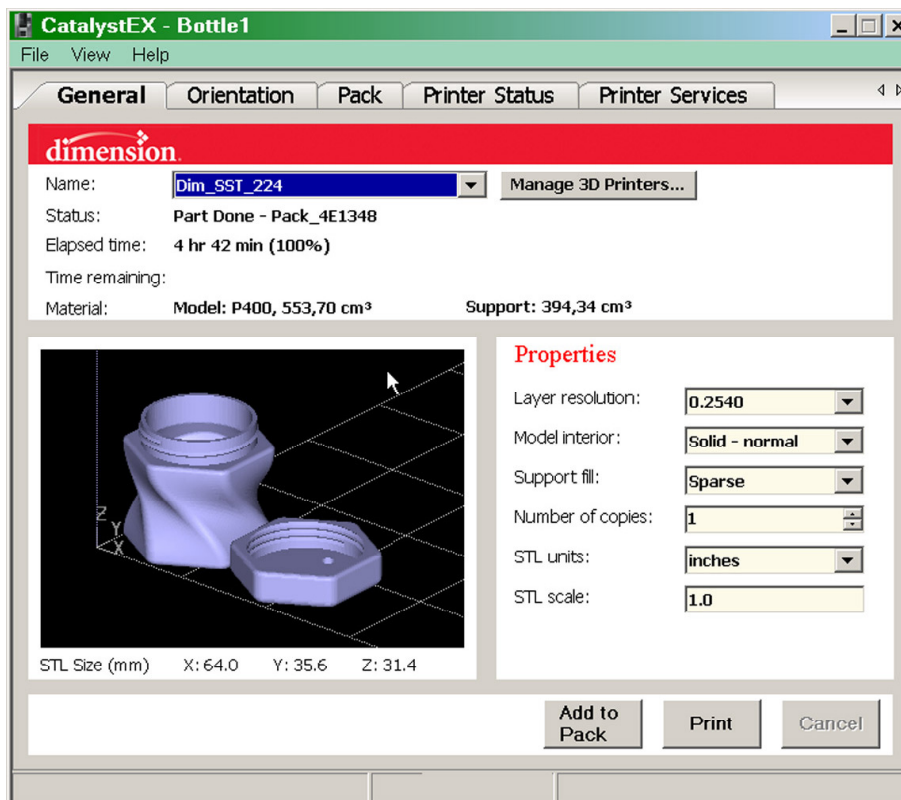 CatalystEX - Bottle1
File View Help
General Orientation Pack Printer Status Printer Services
dimension
Name: Dim_SST_224 Manage 3D Printers...
Status: Part Done - Pack_4E1348
Elapsed time: 4 hr 42 min (100%)
Time remaining:
Material: Model: P400, 553,70 cm³ Support: 394,34 cm³
Properties
Layer resolution: 0.2540
Model interior: Solid - normal
Support fill: Sparse
Number of copies: 1
STL units: inches
STL scale: 1.0
Z
Y
X
STL Size (mm) X: 64.0 Y: 35.6 Z: 31.4
Add to Pack Print Cancel